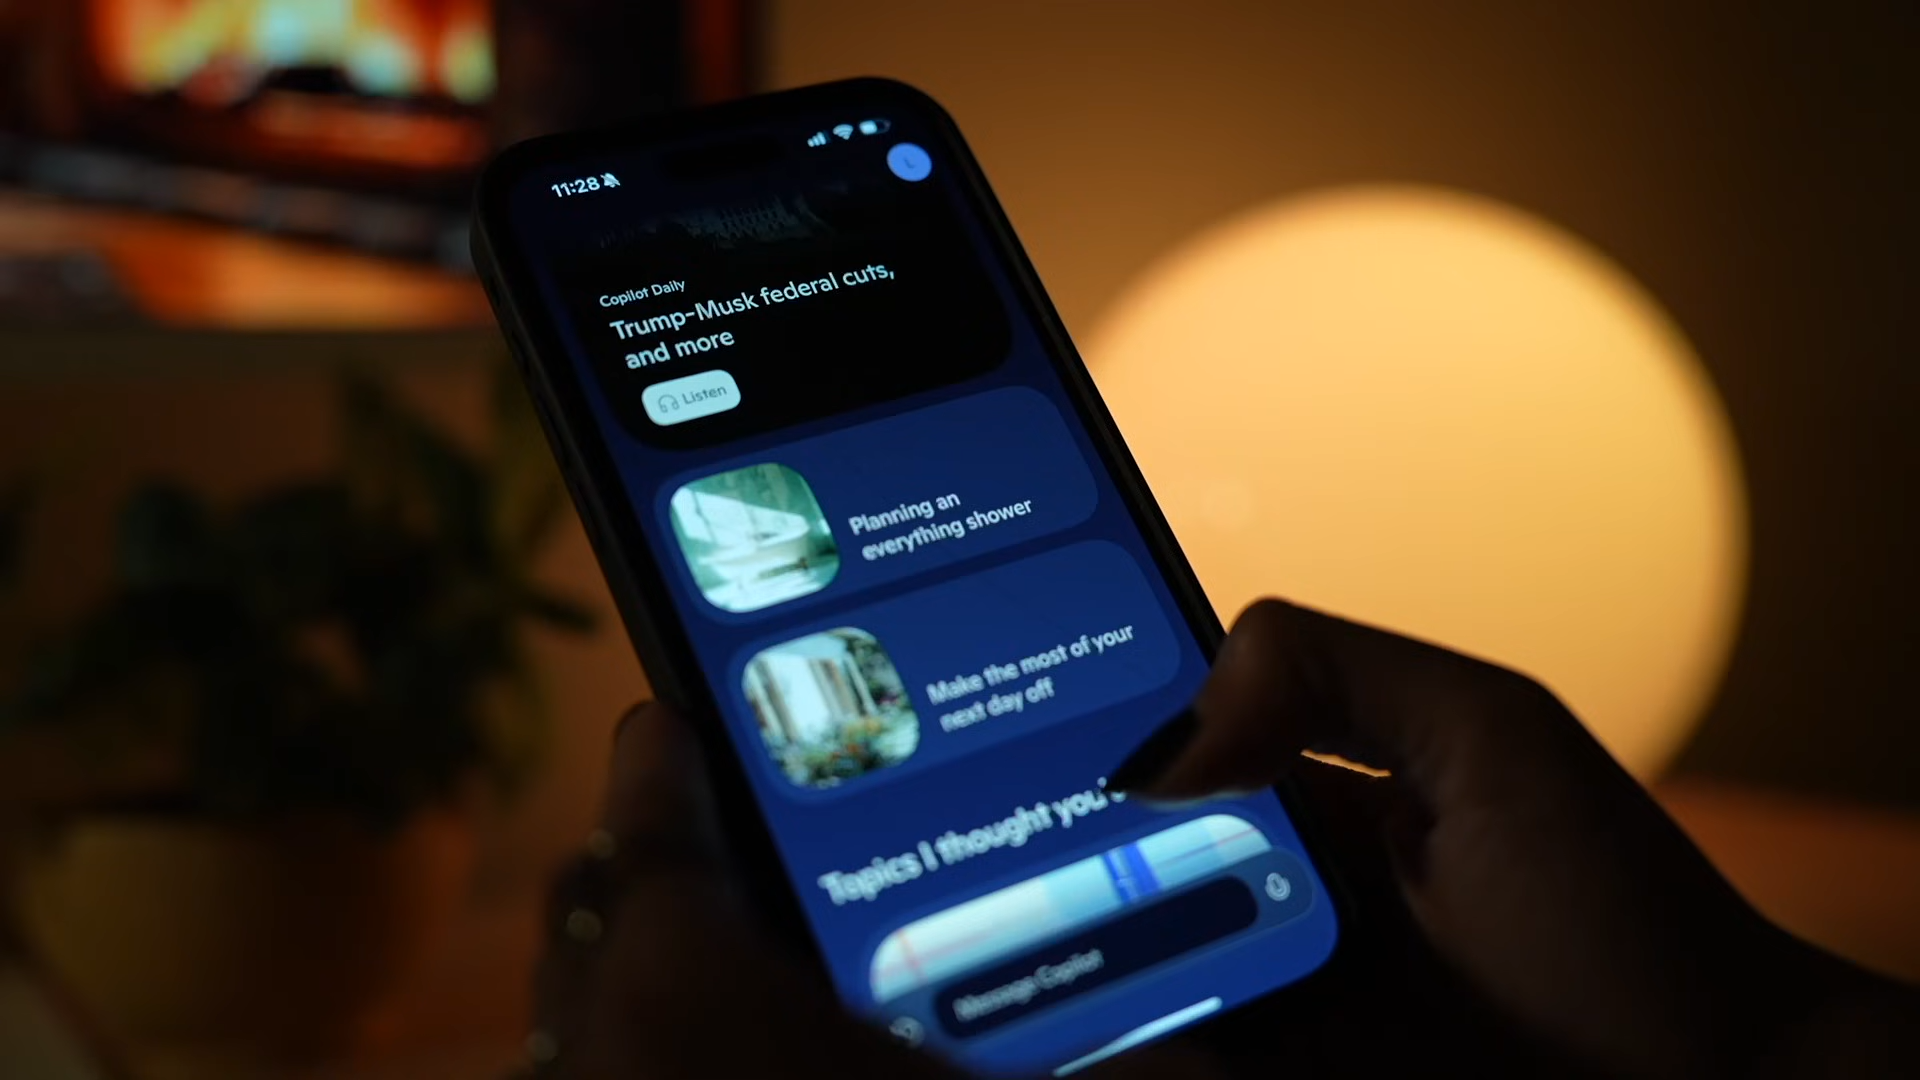 11:28
Copilot Daily
Trump-Musk federal cuts,
and more
Listen
Planning an
everything shower
Make the most of your
next day off
Topics I thought you'
Message Copilot